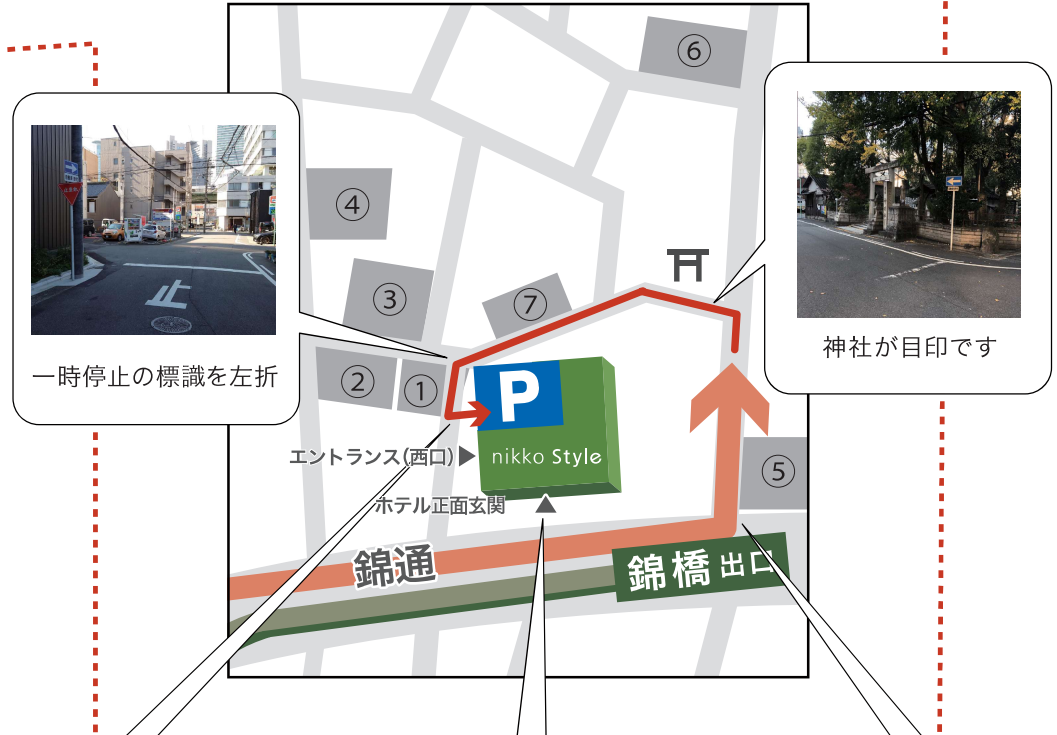 ⑥
④
③
⑦
②
①
⑤
一時停止の標識を左折
神社が目印です
P
nikko Style
エントランス(西口)
ホテル正面玄関
錦通
錦橋出口
止